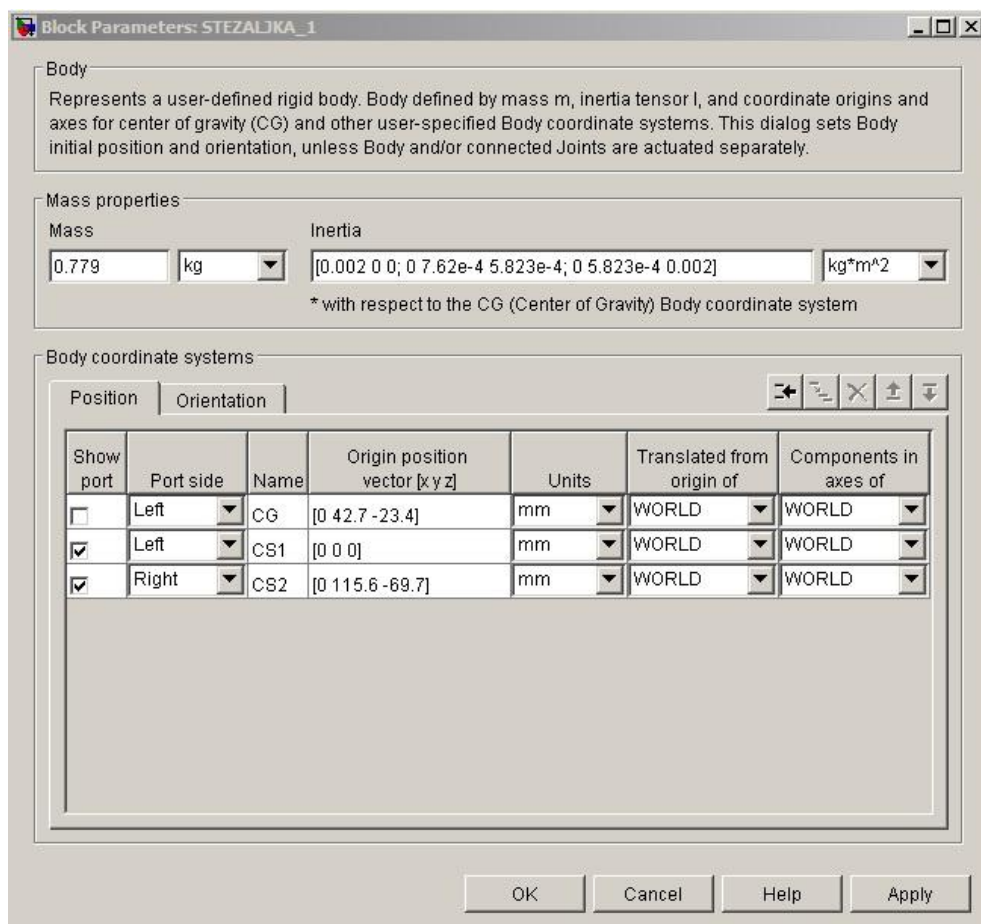 Block Parameters: STEZALJKA_1
Body
Represents a user-defined rigid body. Body defined by mass m, inertia tensor I, and coordinate origins and
axes for center of gravity (CG) and other user-specified Body coordinate systems. This dialog sets Body
initial position and orientation, unless Body and/or connected Joints are actuated separately.
Mass properties
Mass Inertia
0.779 kg [0.002 0 0; 0 7.62e-4 5.823e-4; 0 5.823e-4 0.002] kg*m^2
* with respect to the CG (Center of Gravity) Body coordinate system
Body coordinate systems
Position Orientation
Show Origin position Translated from Components in
port Port side Name vector [x y z] Units origin of axes of
Left CG [0 42.7 -23.4] mm WORLD WORLD
Left CS1 [0 0 0] mm WORLD WORLD
Right CS2 [0 115.6 -69.7] mm WORLD WORLD
OK Cancel Help Apply